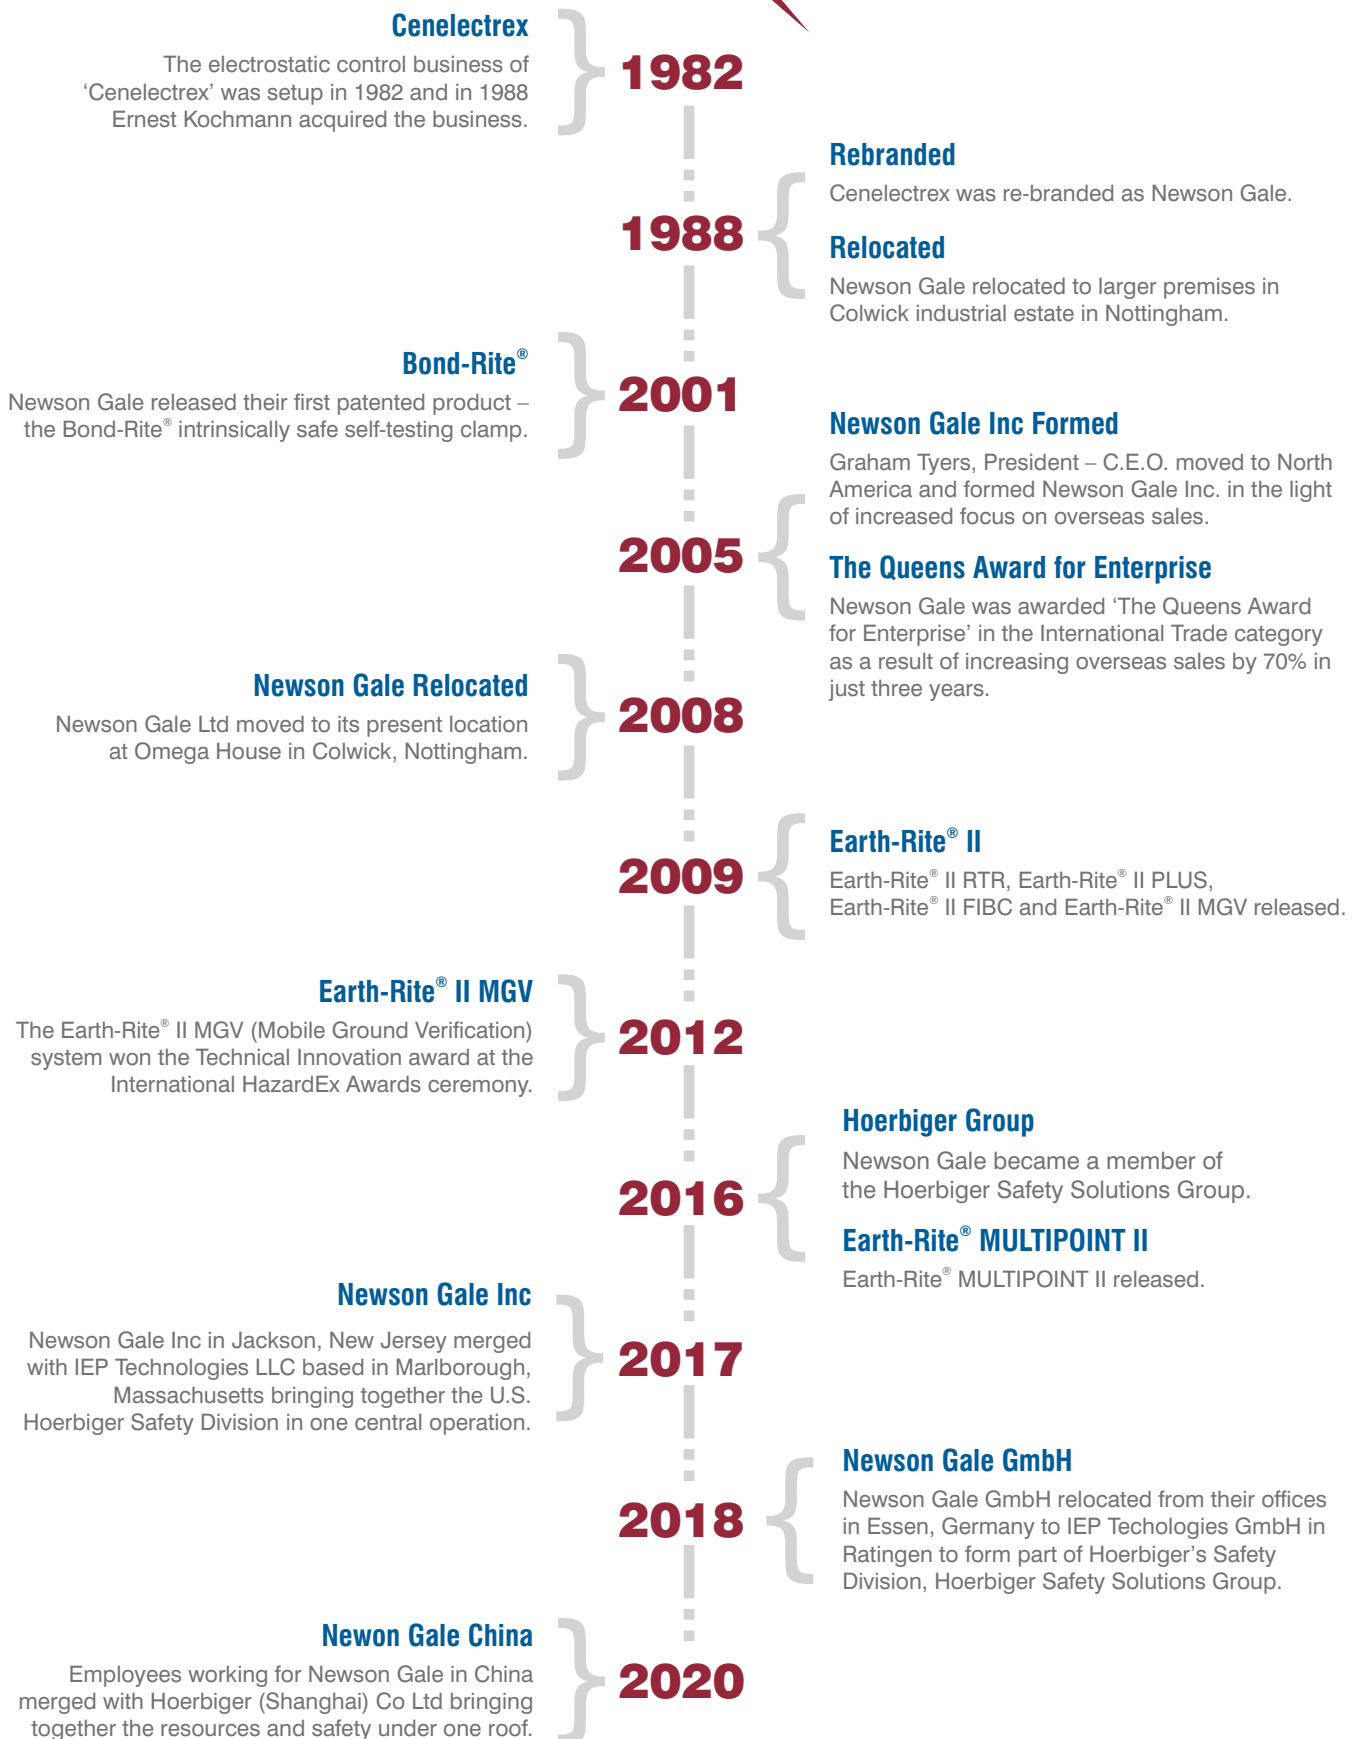 Cenelectrex
The electrostatic control business of
‘Cenelectrex’ was setup in 1982 and in 1988
Ernest Kochmann acquired the business.
1982
Rebranded
Cenelectrex was re-branded as Newson Gale.
1988
Relocated
Newson Gale relocated to larger premises in
Colwick industrial estate in Nottingham.
Bond-Rite®
Newson Gale released their first patented product –
the Bond-Rite® intrinsically safe self-testing clamp.
2001
Newson Gale Inc Formed
Graham Tyers, President – C.E.O. moved to North
America and formed Newson Gale Inc. in the light
of increased focus on overseas sales.
2005
The Queens Award for Enterprise
Newson Gale was awarded ‘The Queens Award
for Enterprise’ in the International Trade category
as a result of increasing overseas sales by 70% in
just three years.
Newson Gale Relocated
Newson Gale Ltd moved to its present location
at Omega House in Colwick, Nottingham.
2008
2009
Earth-Rite® II
Earth-Rite® II RTR, Earth-Rite® II PLUS,
Earth-Rite® II FIBC and Earth-Rite® II MGV released.
Earth-Rite® II MGV
The Earth-Rite® II MGV (Mobile Ground Verification)
system won the Technical Innovation award at the
International HazardEx Awards ceremony.
2012
Hoerbiger Group
Newson Gale became a member of
the Hoerbiger Safety Solutions Group.
2016
Earth-Rite® MULTIPOINT II
Earth-Rite® MULTIPOINT II released.
Newson Gale Inc
Newson Gale Inc in Jackson, New Jersey merged
with IEP Technologies LLC based in Marlborough,
Massachusetts bringing together the U.S.
Hoerbiger Safety Division in one central operation.
2017
Newson Gale GmbH
Newson Gale GmbH relocated from their offices
in Essen, Germany to IEP Techologies GmbH in
Ratingen to form part of Hoerbiger’s Safety
Division, Hoerbiger Safety Solutions Group.
2018
Newon Gale China
Employees working for Newson Gale in China
merged with Hoerbiger (Shanghai) Co Ltd bringing
together the resources and safety under one roof.
2020